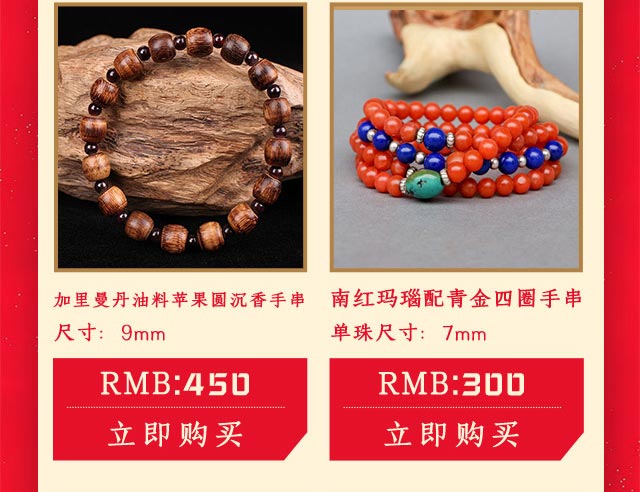 加里曼丹油料苹果圆沉香手串
尺寸: 9mm
RMB:450
立即购买
南红玛瑙配青金四圈手串
单珠尺寸: 7mm
RMB:300
立即购买